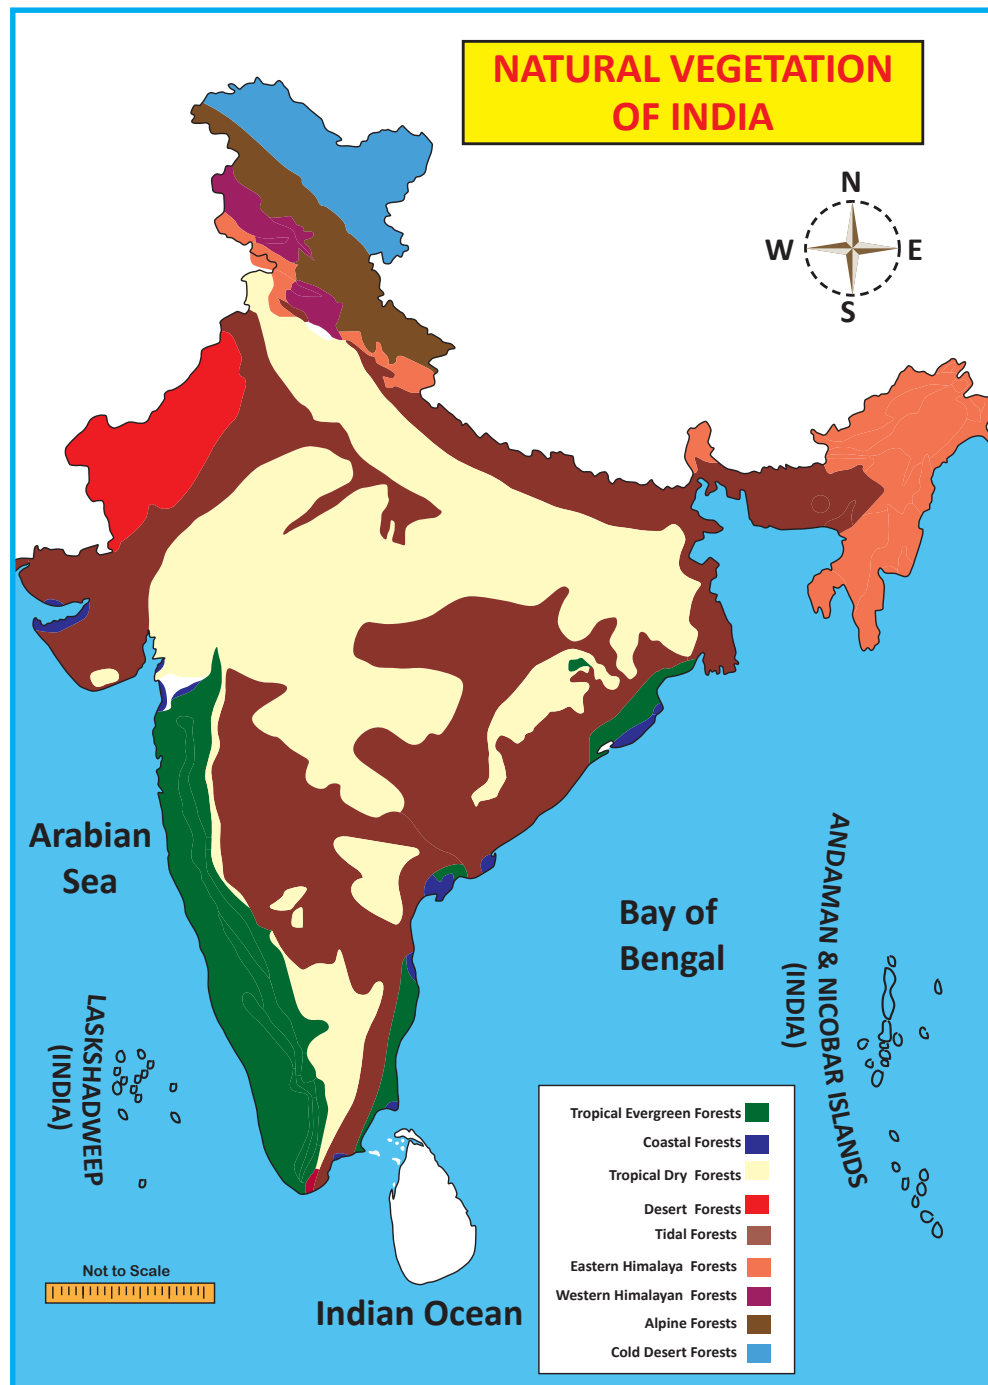 NATURAL VEGETATION
OF INDIA
N
W
E
S
Arabian
Sea
Bay of
Bengal
ANDAMAN & NICOBAR ISLANDS
(INDIA)
LASKSHADWEEP
(INDIA)
Tropical Evergreen Forests
Coastal Forests
Tropical Dry Forests
Desert Forests
Tidal Forests
Eastern Himalaya Forests
Western Himalayan Forests
Alpine Forests
Cold Desert Forests
Not to Scale
Indian Ocean